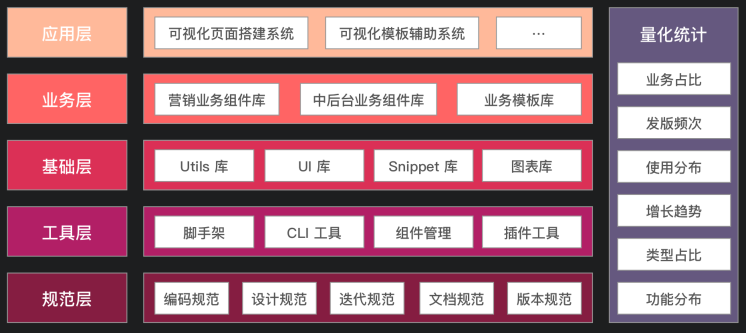 应用层
可视化页面搭建系统
可视化模板辅助系统
...
业务层
营销业务组件库
中后台业务组件库
业务模板库
基础层
Utils 库
UI 库
Snippet 库
图表库
工具层
脚手架
CLI 工具
组件管理
插件工具
规范层
编码规范
设计规范
迭代规范
文档规范
版本规范
量化统计
业务占比
发版频次
使用分布
增长趋势
类型占比
功能分布